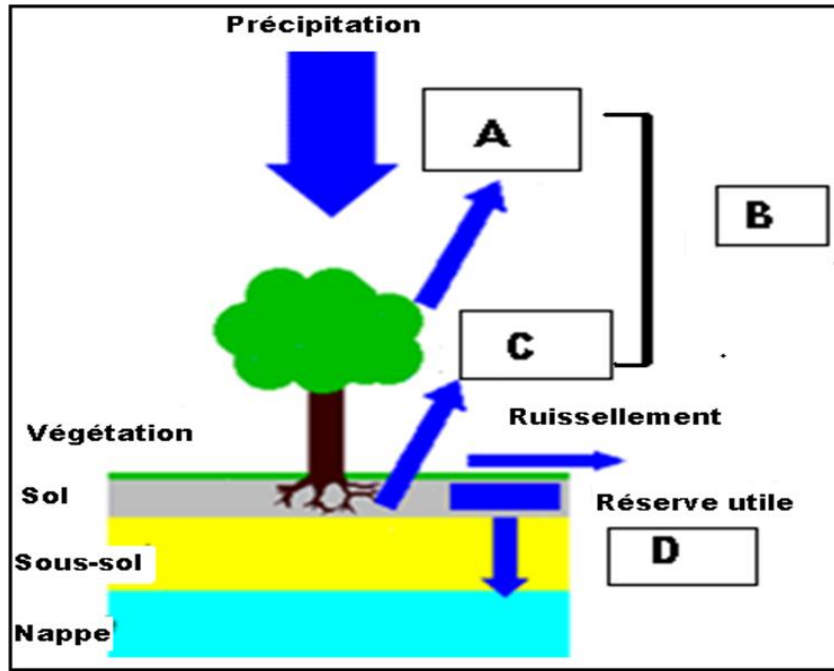 Précipitation
A
B
C
Ruissellement
Végétation
Sol
Réserve utile
D
Sous-sol
Nappe